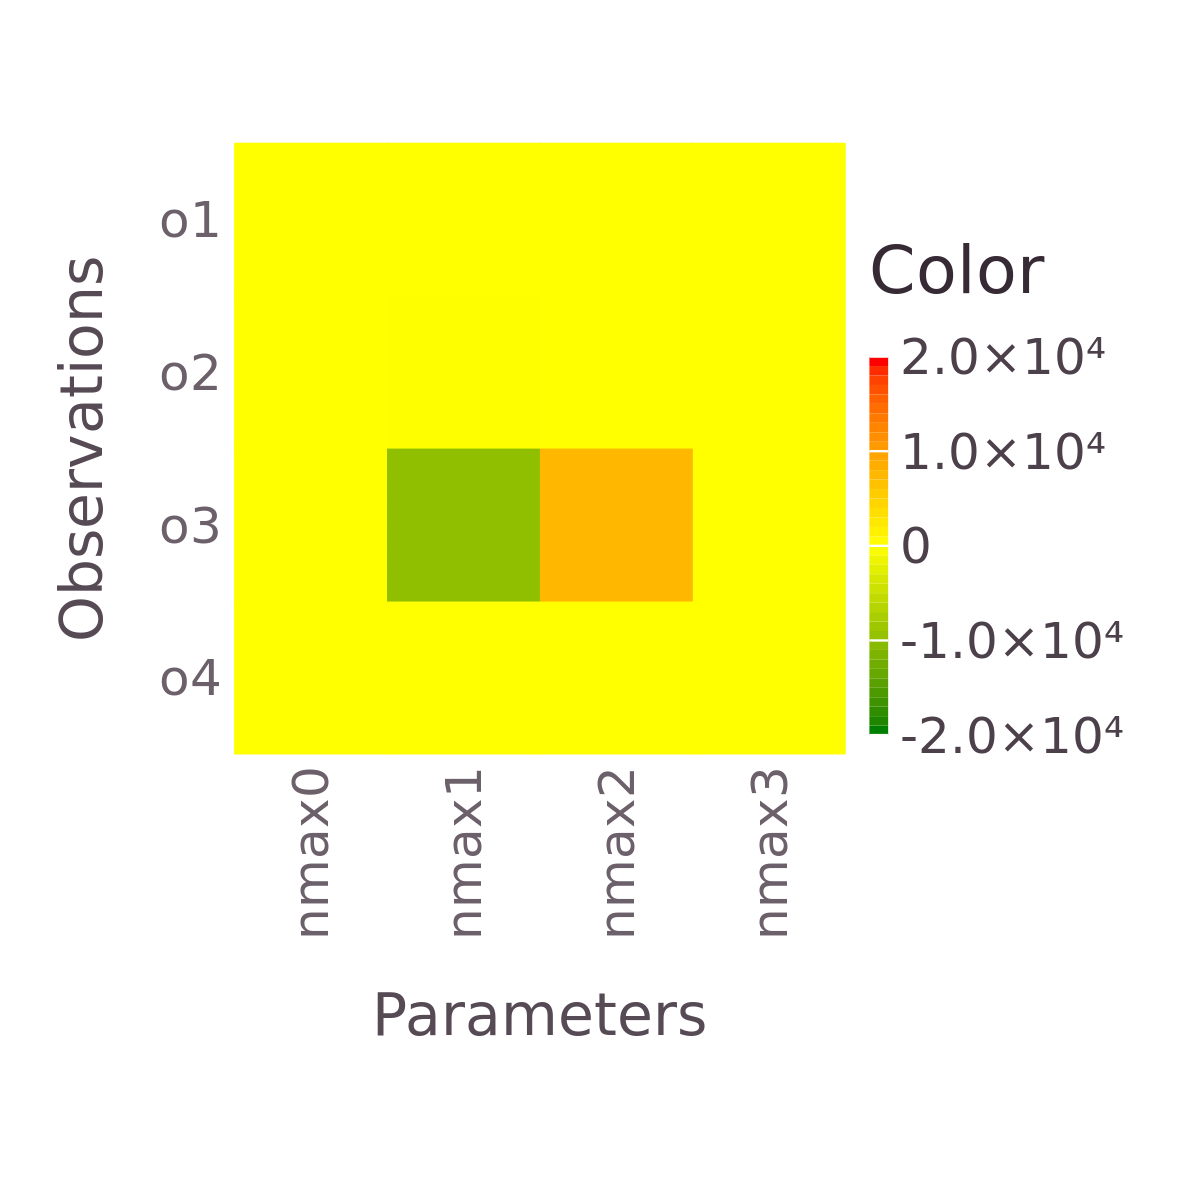 Observations
o1
o2
o3
o4
nmax0
nmax1
nmax2
nmax3
Parameters
Color
2.0×10⁴
1.0×10⁴
0
-1.0×10⁴
-2.0×10⁴